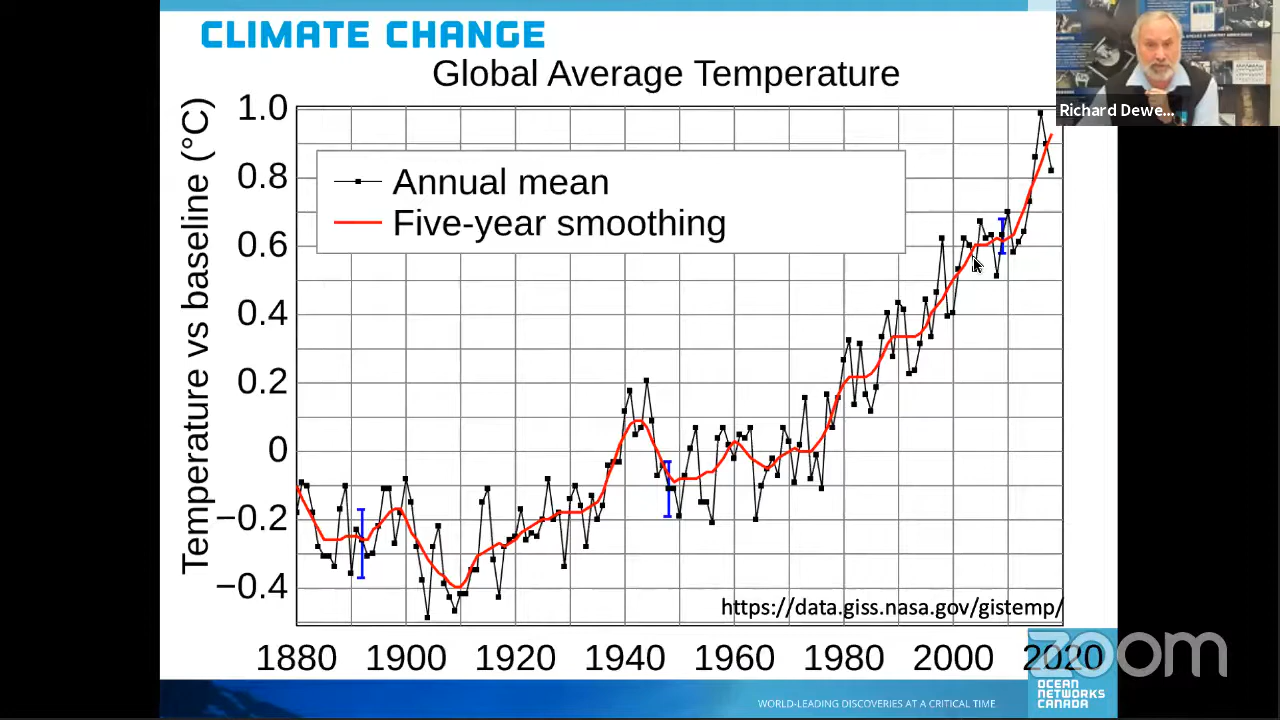 CLIMATE CHANGE
Global Average Temperature
Richard Dewe...
Temperature vs baseline (°C)
1.0
0.8
0.6
0.4
0.2
0
−0.2
−0.4
Annual mean
Five-year smoothing
https://data.giss.nasa.gov/gistemp/
1880 1900 1920 1940 1960 1980 2000 2020
zoom
OCEAN
NETWORKS
CANADA
WORLD-LEADING DISCOVERIES AT A CRITICAL TIME